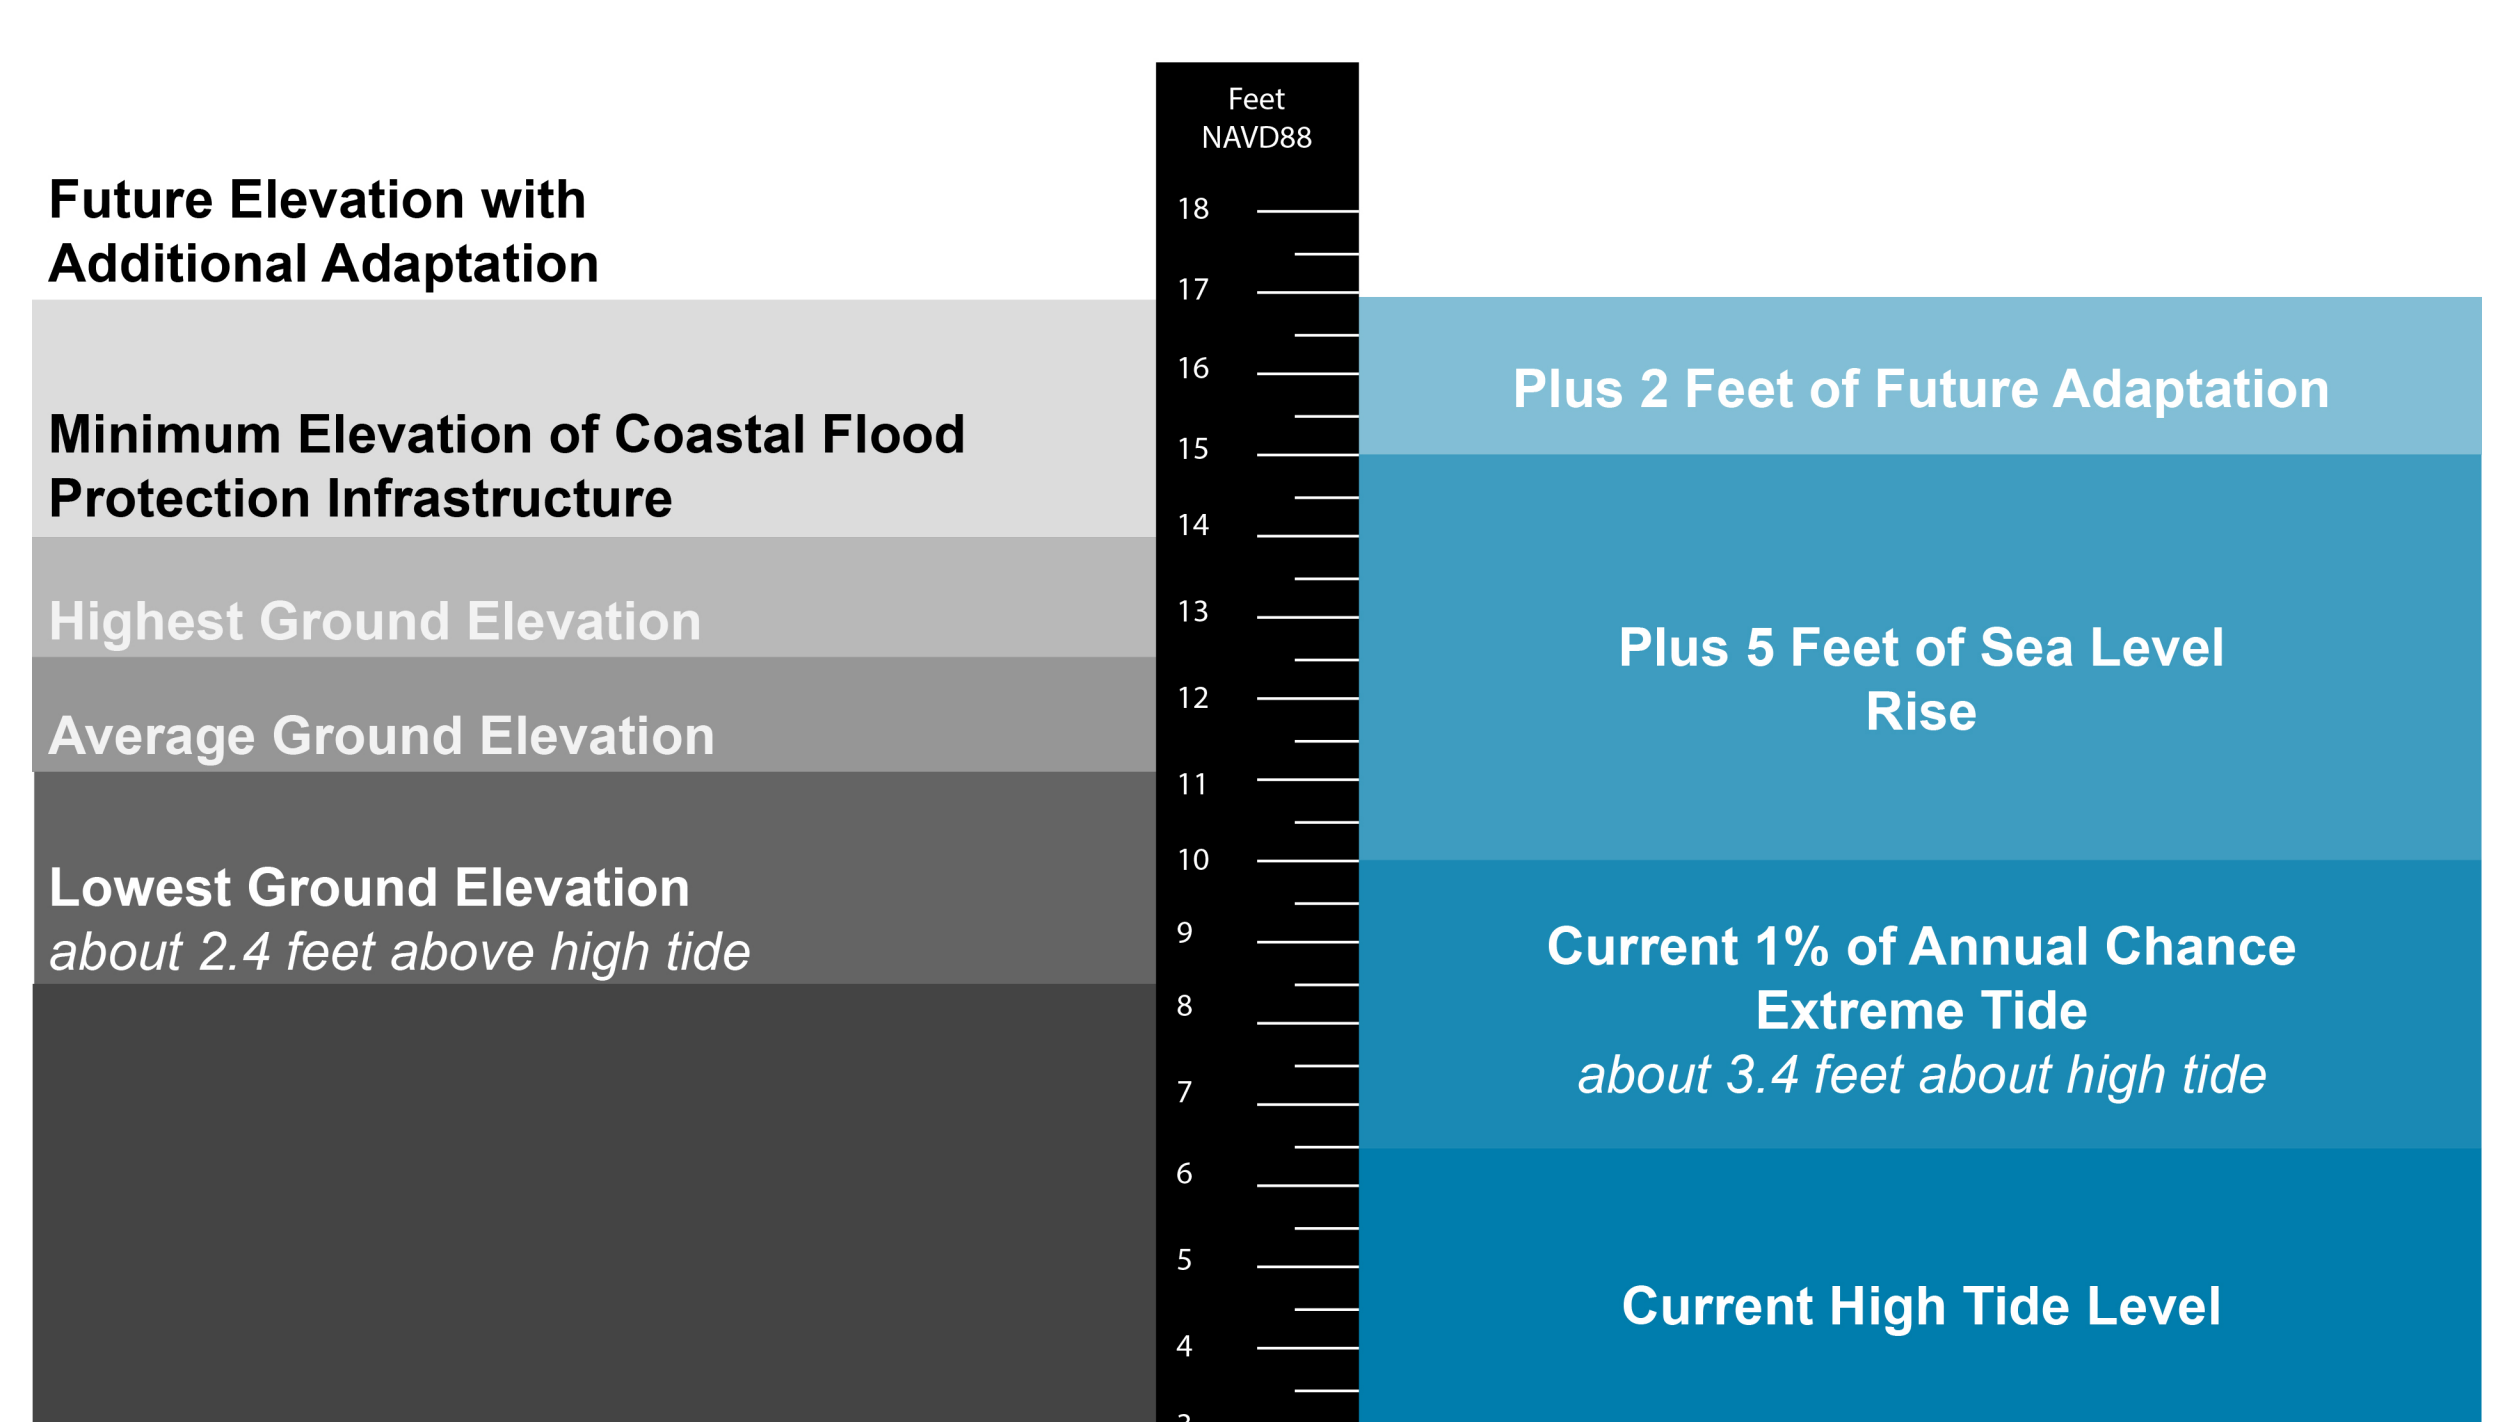 Feet
NAVD88
Future Elevation with
Additional Adaptation
Minimum Elevation of Coastal Flood
Protection Infrastructure
Highest Ground Elevation
Average Ground Elevation
Lowest Ground Elevation
about 2.4 feet above high tide
18
17
16
15
14
13
12
11
10
9
8
7
6
5
4
Plus 2 Feet of Future Adaptation
Plus 5 Feet of Sea Level
Rise
Current 1% of Annual Chance
Extreme Tide
about 3.4 feet about high tide
Current High Tide Level